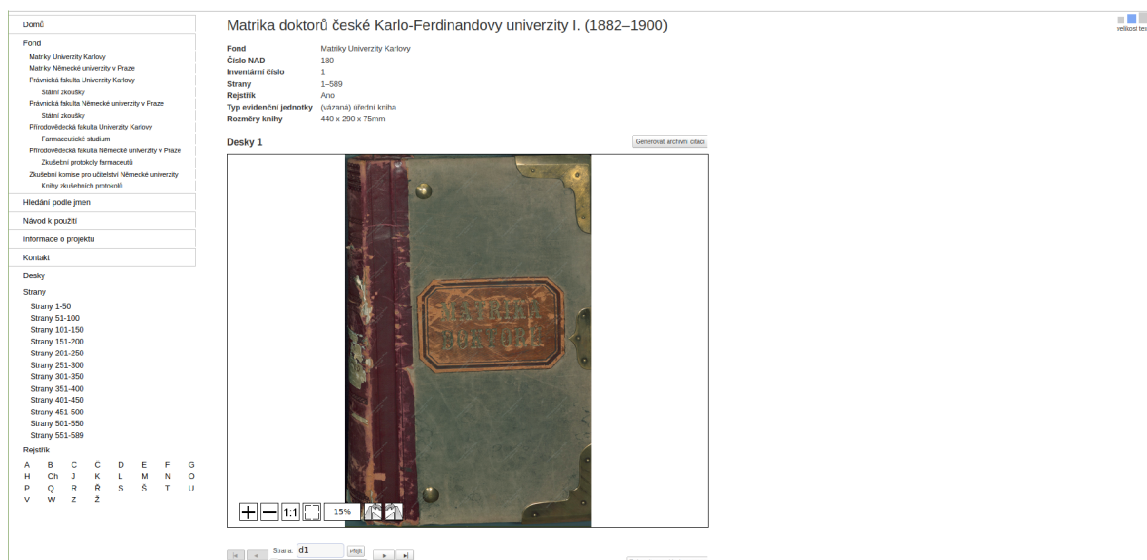 Domů
Fond
Matriky Univerzity Karlovy
Matriky Německé univerzity v Praze
Právnická fakulta Univerzity Karlovy
Státní zkoušky
Právnická fakulta Německé univerzity v Praze
Státní zkoušky
Přírodovědecká fakulta Univerzity Karlovy
Farmaceutické studium
Přírodovědecká fakulta Německé univerzity v Praze
Zkušební protokoly farmaceutů
Zkušební komise pro učitelství Německé univerzity
Knihy zkušebních protokolů
Hledání podle jmen
Návod k použití
Informace o projektu
Kontakt
Desky
Strany
Strany 1-50
Strany 51-100
Strany 101-150
Strany 151-200
Strany 201-250
Strany 251-300
Strany 301-350
Strany 351-400
Strany 401-450
Strany 451-500
Strany 501-550
Strany 551-589
Rejstřík
A B C Č D E F G
H Ch J K L M N O
P Q R Ř S Š T U
V W Z Ž
Matrika doktorů české Karlo-Ferdinandovy univerzity I. (1882–1900)
Fond Matriky Univerzity Karlovy
Číslo NAD 180
Inventární číslo 1
Strany 1–589
Rejstřík Ano
Typ evidenční jednotky (vázaná) úřední kniha
Rozměry knihy 440 x 290 x 75mm
Desky 1
Generovat archivní citaci
MATRIKA
DOKTORŮ
1:1
15%
Strana: d1
přejít
velikost tex